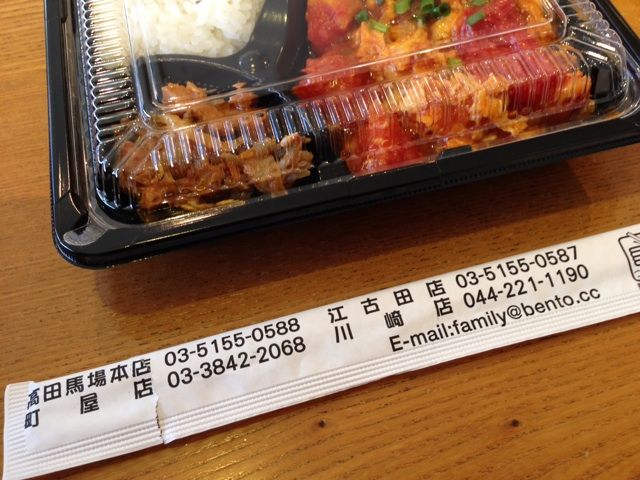 高田馬場本店 03-5155-0588
町屋店 03-3842-2068
江古田店 03-5155-0587
川崎店 044-221-1190
E-mail:family@bento.cc